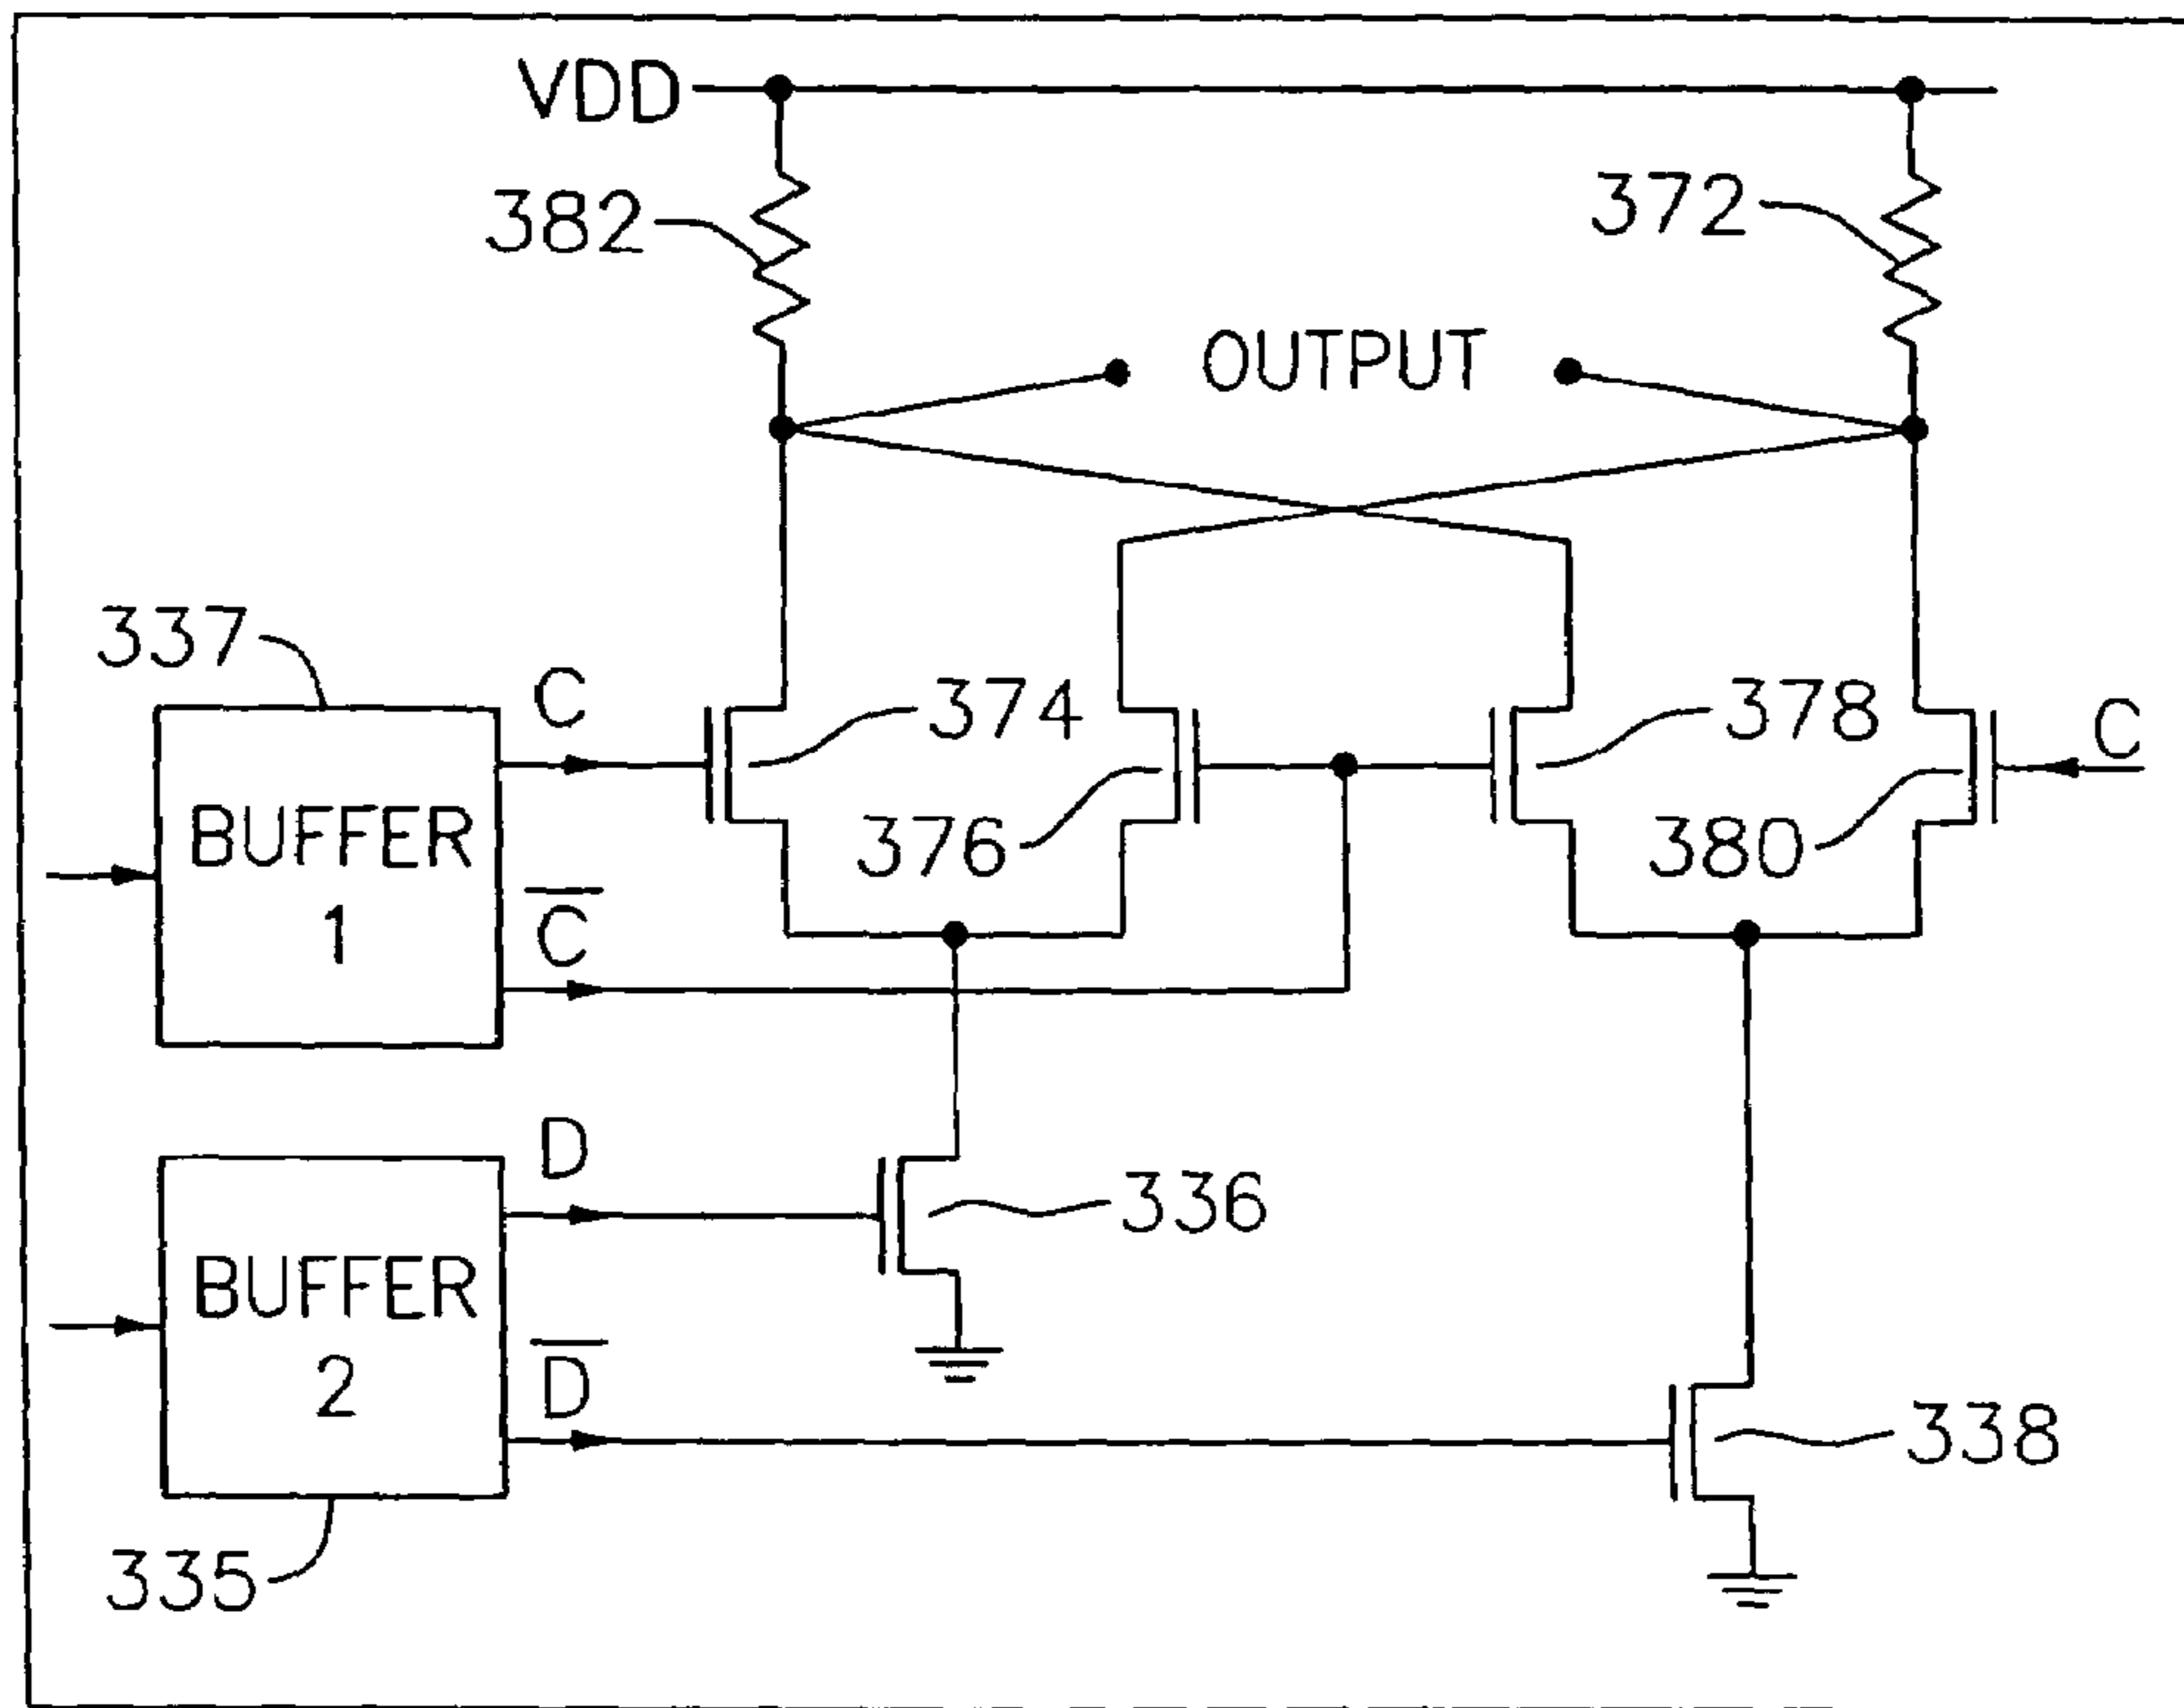 VDD
382
372
OUTPUT
337
C
374
378
C
BUFFER
1
376
380
C̅
D
336
BUFFER
2
D̅
338
335